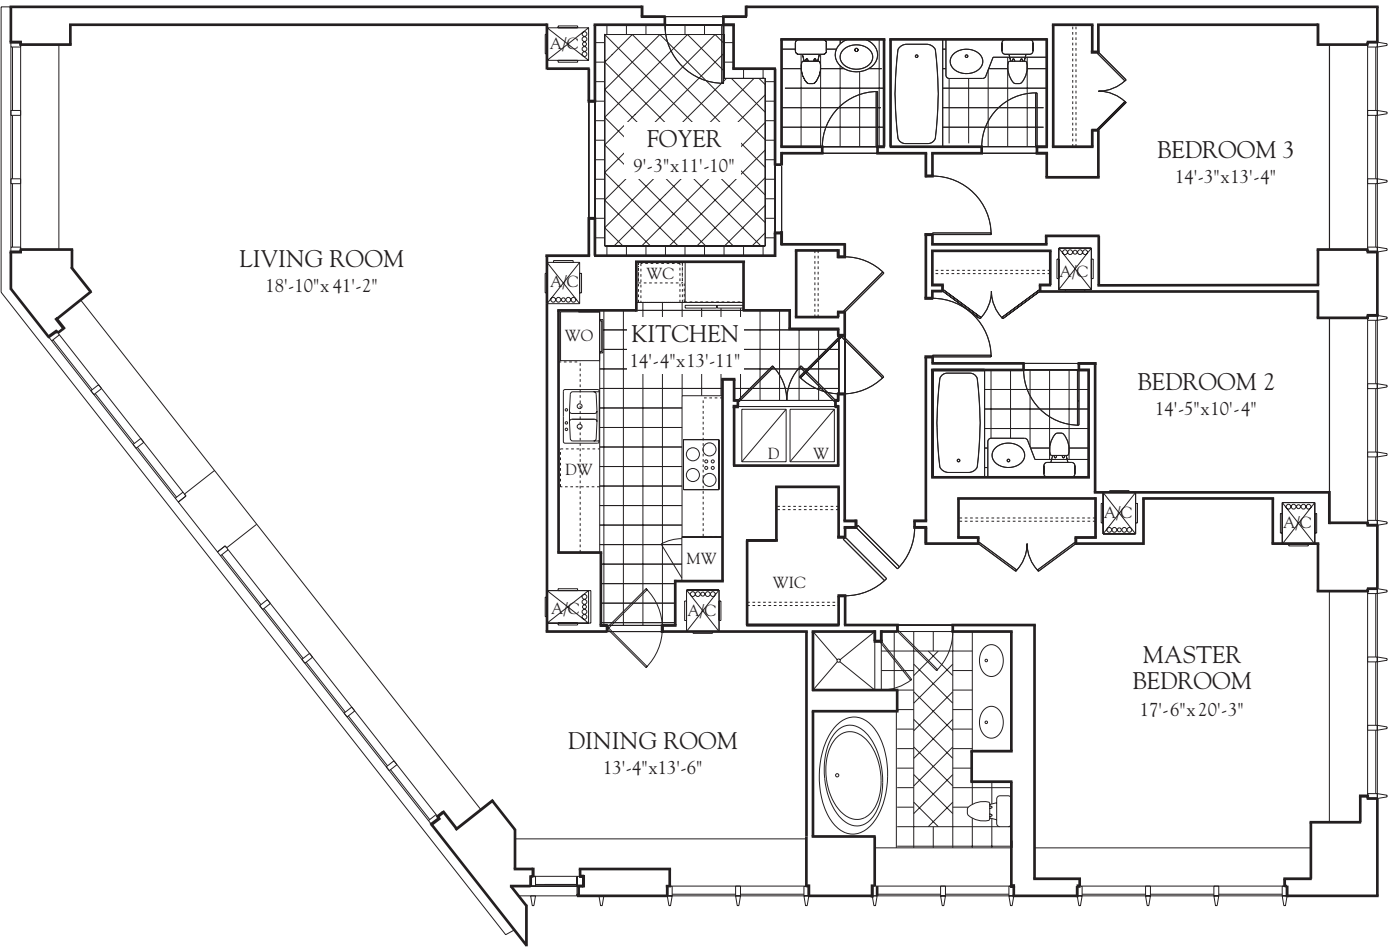 A/C
FOYER
9'-3"x11'-10"
BEDROOM 3
14'-3"x13'-4"
LIVING ROOM
18'-10"x 41'-2"
A/C
WC
A/C
WO
KITCHEN
14'-4"x13'-11"
BEDROOM 2
14'-5"x10'-4"
D
W
DW
A/C
A/C
MW
WIC
A/C
A/C
MASTER
BEDROOM
17'-6"x20'-3"
DINING ROOM
13'-4"x13'-6"